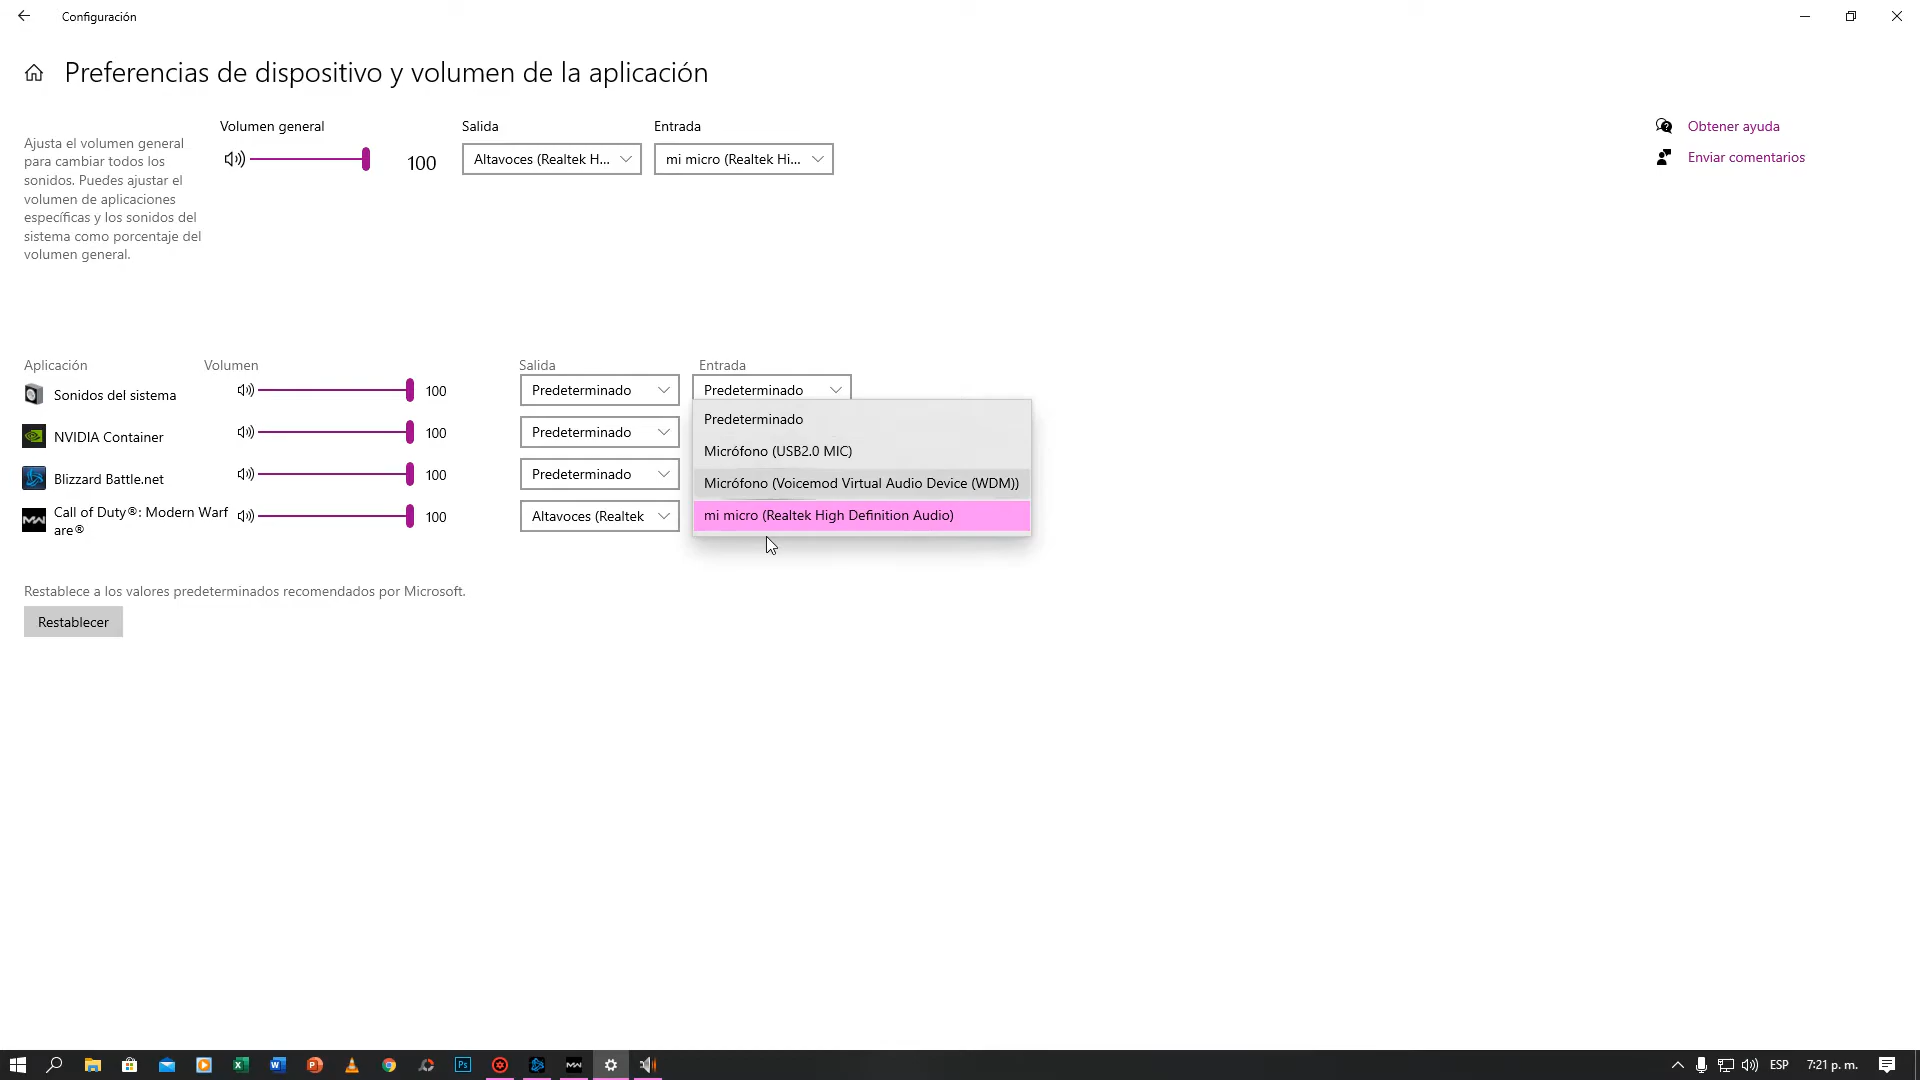 Configuración
Preferencias de dispositivo y volumen de la aplicación
Ajusta el volumen general
para cambiar todos los
sonidos. Puedes ajustar el
volumen de aplicaciones
específicas y los sonidos del
sistema como porcentaje del
volumen general.
Volumen general
100
Salida
Altavoces (Realtek H...
Entrada
mi micro (Realtek Hi...
Obtener ayuda
Enviar comentarios
Aplicación
Volumen
Salida
Entrada
Sonidos del sistema
100
Predeterminado
Predeterminado
NVIDIA Container
100
Predeterminado
Blizzard Battle.net
100
Predeterminado
Call of Duty®: Modern Warf
are®
100
Altavoces (Realtek
Predeterminado
Micrófono (USB2.0 MIC)
Micrófono (Voicemod Virtual Audio Device (WDM))
mi micro (Realtek High Definition Audio)
Restablece a los valores predeterminados recomendados por Microsoft.
Restablecer
ESP
7:21 p. m.